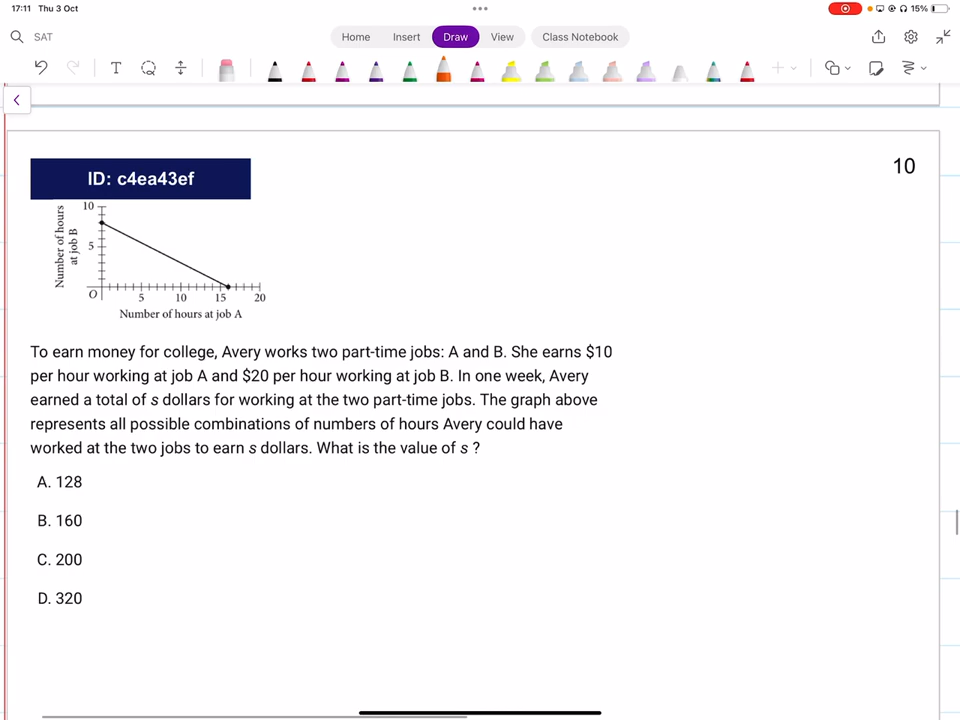 17:11 Thu 3 Oct
15%
SAT
Home Insert Draw View Class Notebook
T
ID: c4ea43ef
10
Number of hours
at job B
10
5
O
5 10 15 20
Number of hours at job A
To earn money for college, Avery works two part-time jobs: A and B. She earns $10
per hour working at job A and $20 per hour working at job B. In one week, Avery
earned a total of s dollars for working at the two part-time jobs. The graph above
represents all possible combinations of numbers of hours Avery could have
worked at the two jobs to earn s dollars. What is the value of s ?
A. 128
B. 160
C. 200
D. 320